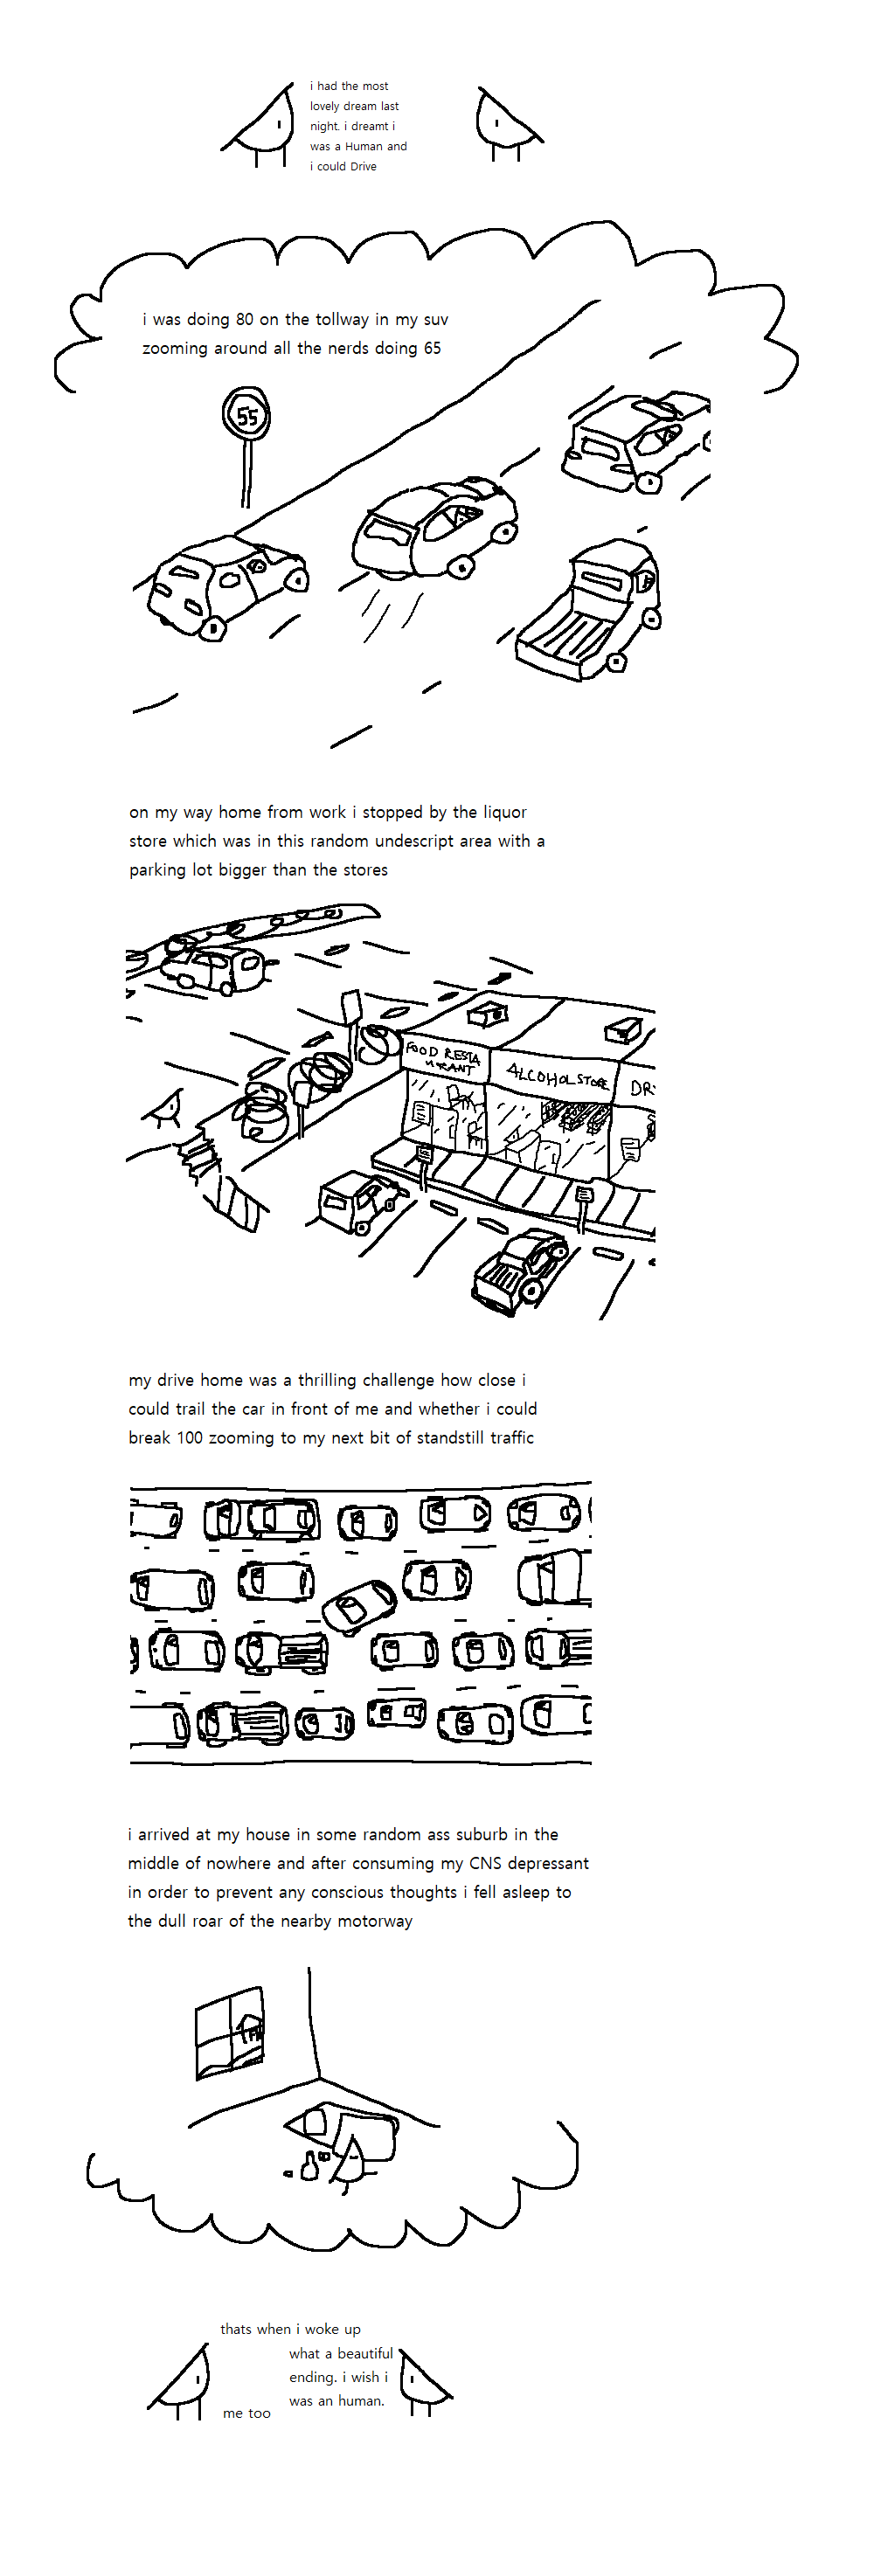 i had the most
lovely dream last
night. i dreamt i
was a Human and
i could Drive
i was doing 80 on the tollway in my suv
zooming around all the nerds doing 65
55
on my way home from work i stopped by the liquor
store which was in this random undescript area with a
parking lot bigger than the stores
FOOD RESTA
URANT
ALCOHOL STORE
DR
my drive home was a thrilling challenge how close i
could trail the car in front of me and whether i could
break 100 zooming to my next bit of standstill traffic
i arrived at my house in some random ass suburb in the
middle of nowhere and after consuming my CNS depressant
in order to prevent any conscious thoughts i fell asleep to
the dull roar of the nearby motorway
thats when i woke up
what a beautiful
ending. i wish i
was an human.
me too